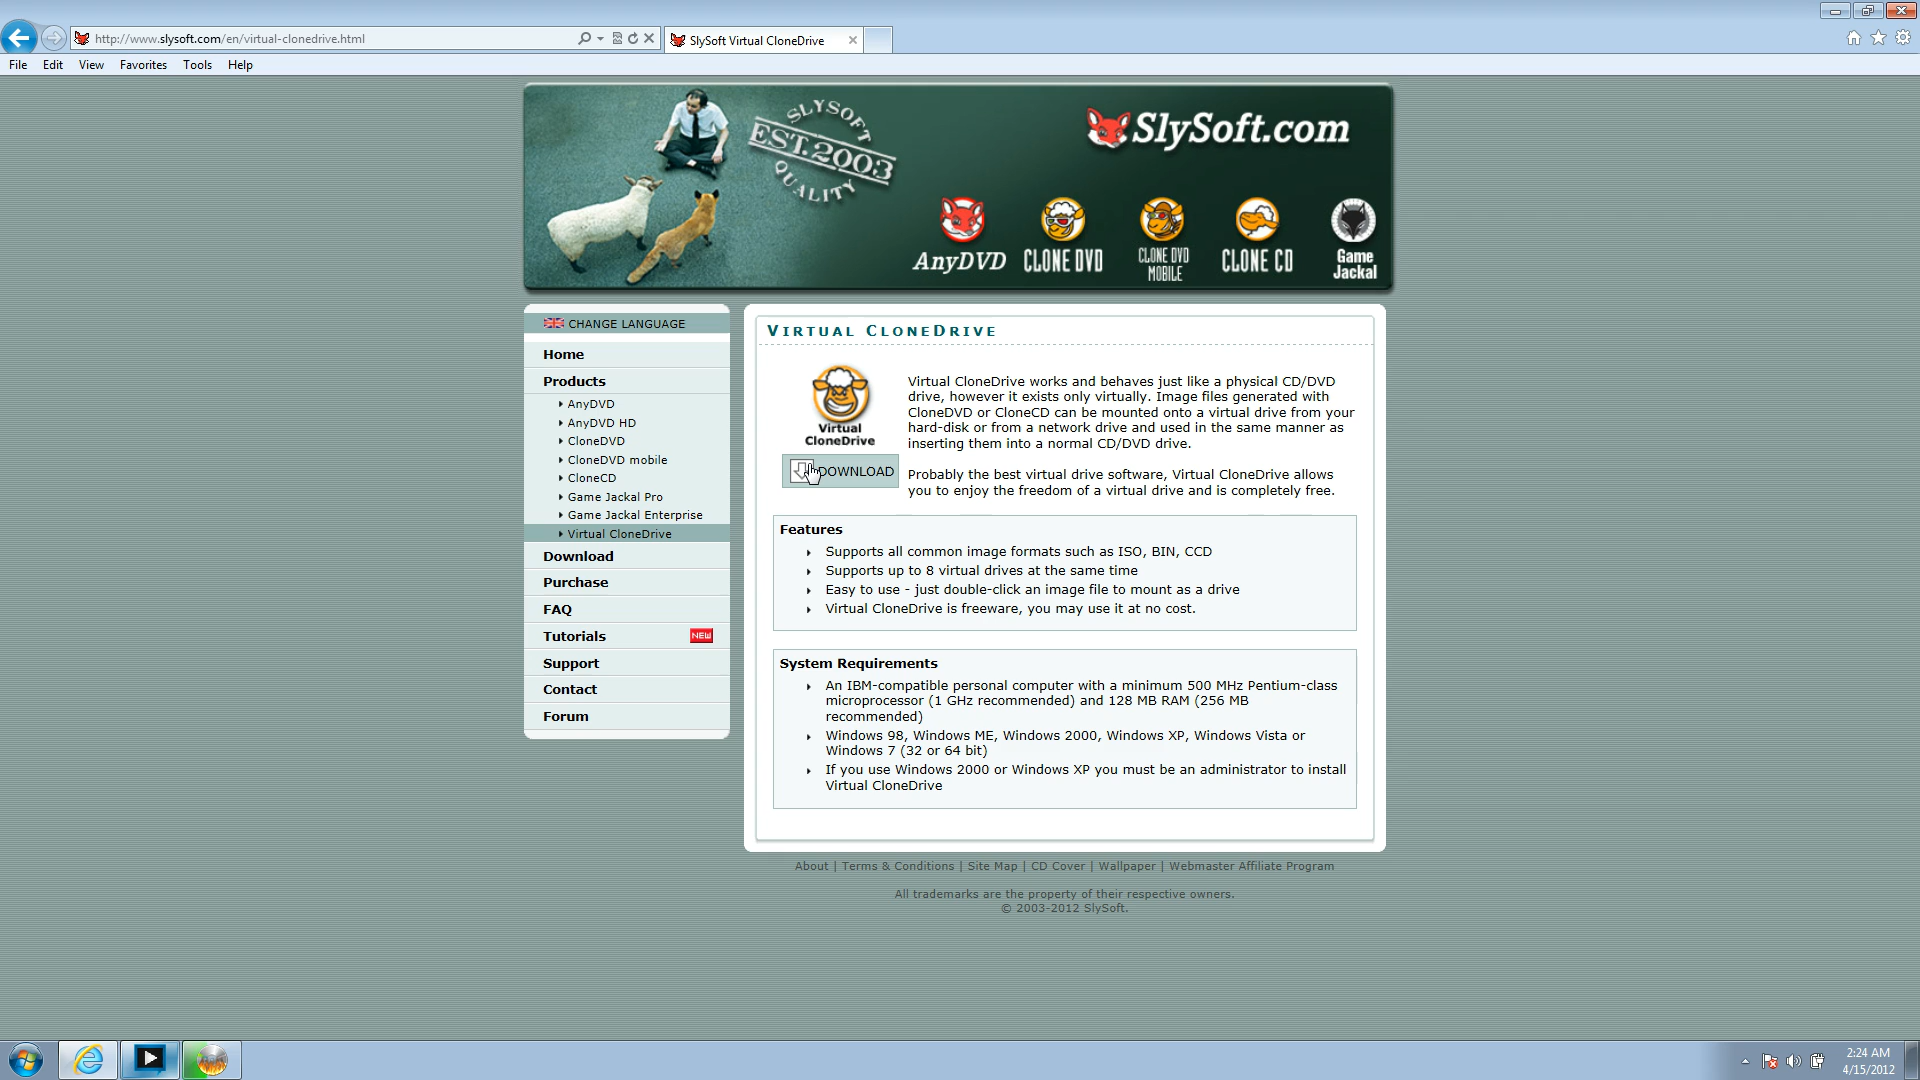 http://www.slysoft.com/en/virtual-clonedrive.html
SlySoft Virtual CloneDrive
File Edit View Favorites Tools Help
SLYSOFT
EST.2003
QUALITY
SlySoft.com
AnyDVD
CLONE DVD
CLONE DVD
MOBILE
CLONE CD
Game
Jackal
CHANGE LANGUAGE
Home
Products
AnyDVD
AnyDVD HD
CloneDVD
CloneDVD mobile
CloneCD
Game Jackal Pro
Game Jackal Enterprise
Virtual CloneDrive
Download
Purchase
FAQ
Tutorials NEW
Support
Contact
Forum
VIRTUAL CLONEDRIVE
Virtual
CloneDrive
DOWNLOAD
Virtual CloneDrive works and behaves just like a physical CD/DVD
drive, however it exists only virtually. Image files generated with
CloneDVD or CloneCD can be mounted onto a virtual drive from your
hard-disk or from a network drive and used in the same manner as
inserting them into a normal CD/DVD drive.
Probably the best virtual drive software, Virtual CloneDrive allows
you to enjoy the freedom of a virtual drive and is completely free.
Features
Supports all common image formats such as ISO, BIN, CCD
Supports up to 8 virtual drives at the same time
Easy to use - just double-click an image file to mount as a drive
Virtual CloneDrive is freeware, you may use it at no cost.
System Requirements
An IBM-compatible personal computer with a minimum 500 MHz Pentium-class
microprocessor (1 GHz recommended) and 128 MB RAM (256 MB
recommended)
Windows 98, Windows ME, Windows 2000, Windows XP, Windows Vista or
Windows 7 (32 or 64 bit)
If you use Windows 2000 or Windows XP you must be an administrator to install
Virtual CloneDrive
About | Terms & Conditions | Site Map | CD Cover | Wallpaper | Webmaster Affiliate Program
All trademarks are the property of their respective owners.
© 2003-2012 SlySoft.
2:24 AM
4/15/2012